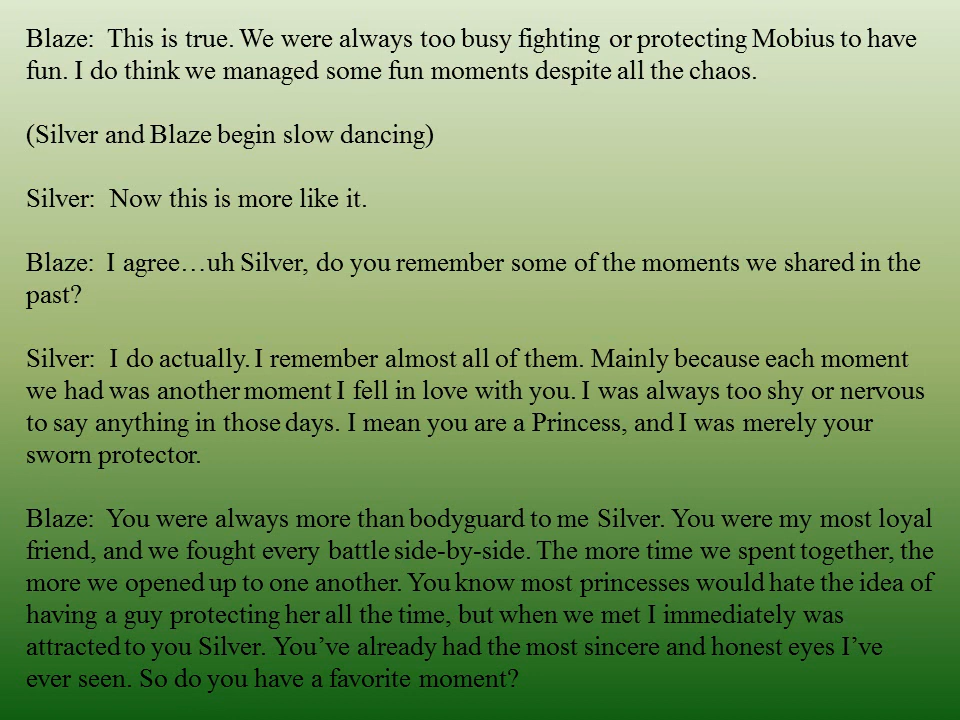 Blaze:  This is true. We were always too busy fighting or protecting Mobius to have
fun. I do think we managed some fun moments despite all the chaos.
(Silver and Blaze begin slow dancing)
Silver:  Now this is more like it.
Blaze:  I agree…uh Silver, do you remember some of the moments we shared in the
past?
Silver:  I do actually. I remember almost all of them. Mainly because each moment
we had was another moment I fell in love with you. I was always too shy or nervous
to say anything in those days. I mean you are a Princess, and I was merely your
sworn protector.
Blaze:  You were always more than bodyguard to me Silver. You were my most loyal
friend, and we fought every battle side-by-side. The more time we spent together, the
more we opened up to one another. You know most princesses would hate the idea of
having a guy protecting her all the time, but when we met I immediately was
attracted to you Silver. You’ve already had the most sincere and honest eyes I’ve
ever seen. So do you have a favorite moment?